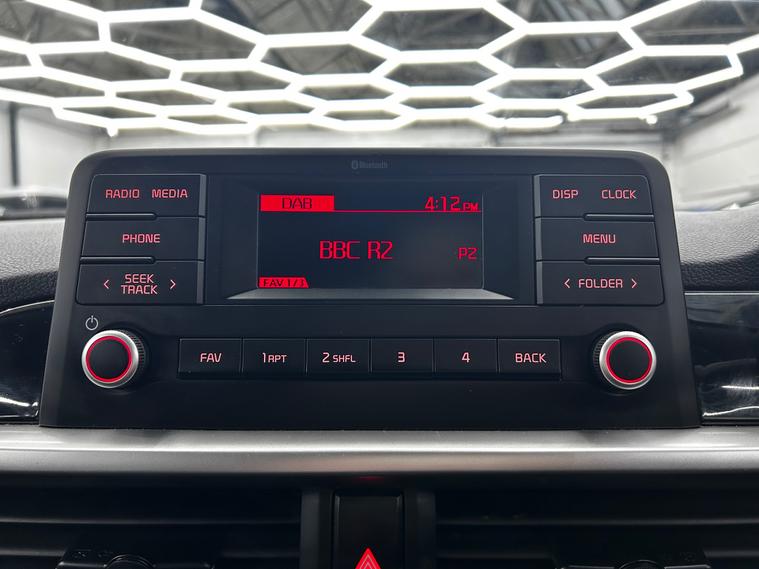 Bluetooth
RADIO MEDIA
DAB 4:12 PM
DISP CLOCK
PHONE
BBC R2 P2
MENU
< SEEK TRACK >
FAV 1/3
< FOLDER >
FAV
1 RPT
2 SHFL
3
4
BACK